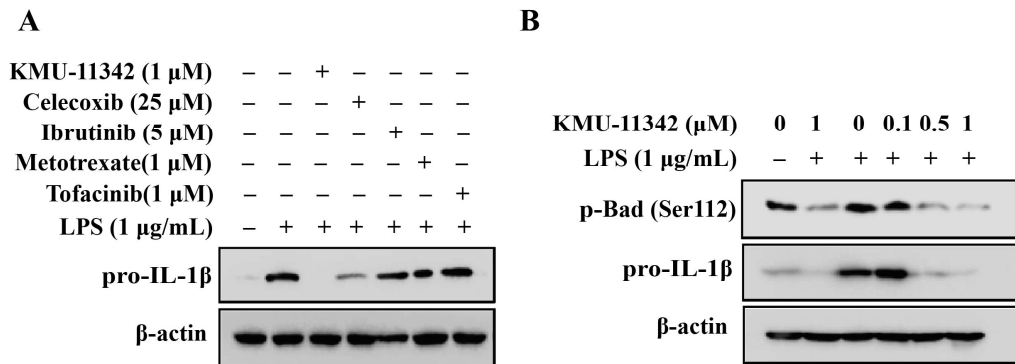 A
KMU-11342 (1 μM) – – + – – – –
Celecoxib (25 μM) – – – + – – –
Ibrutinib (5 μM) – – – – + – –
Metotrexate(1 μM) – – – – – + –
Tofacinib(1 μM) – – – – – – +
LPS (1 μg/mL) – + + + + + +
pro-IL-1β
β-actin
B
KMU-11342 (μM) 0 1 0 0.1 0.5 1
LPS (1 μg/mL) – + + + + +
p-Bad (Ser112)
pro-IL-1β
β-actin